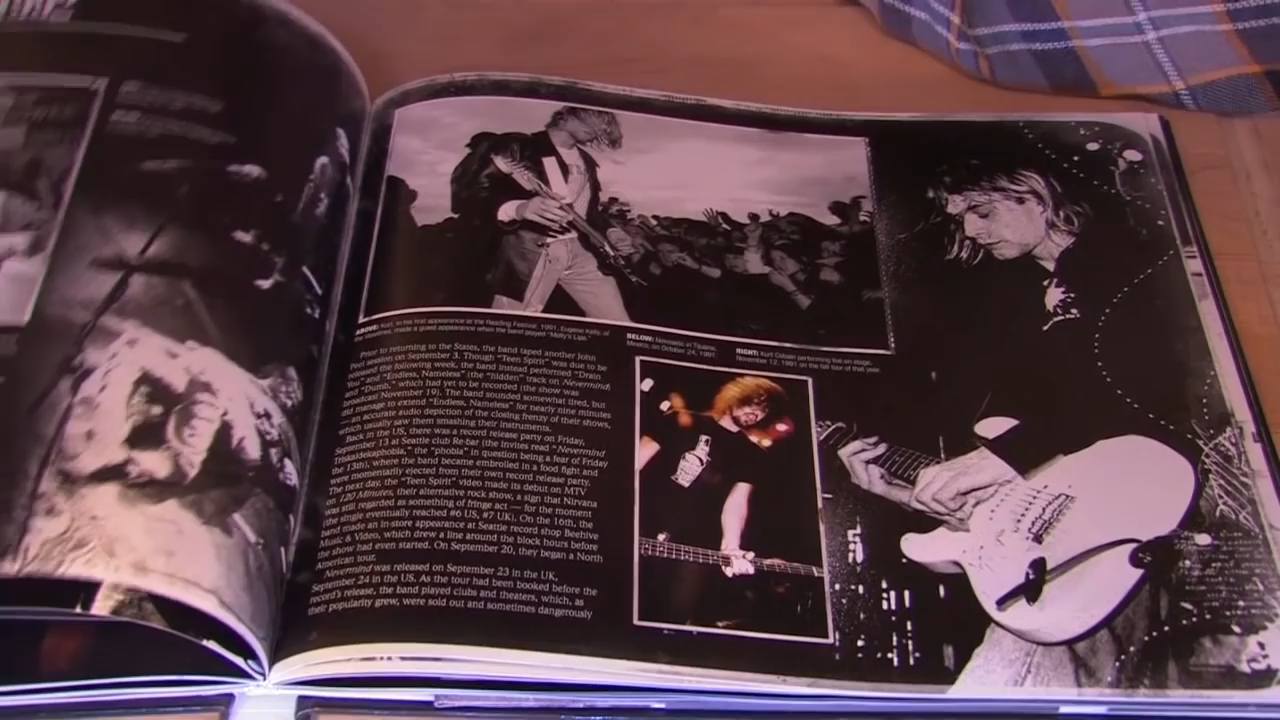 ABOVE: Kurt, in his first appearance at the Reading Festival, 1991. Eugene Kelly, of
the Vaselines, made a guest appearance when the band played "Molly's Lips."
BELOW: Novoselic in Tijuana,
Mexico, on October 24, 1991.
RIGHT: Kurt Cobain performing live on stage,
November 12, 1991 on the fall tour of that year.
Prior to returning to the States, the band taped another John
Peel session on September 3. Though "Teen Spirit" was due to be
released the following week, the band instead performed "Drain
You" and "Endless, Nameless" (the "hidden" track on Nevermind)
and "Dumb," which had yet to be recorded (the show was
broadcast November 19). The band sounded somewhat tired, but
did manage to extend "Endless, Nameless" for nearly nine minutes
— an accurate audio depiction of the closing frenzy of their shows,
which usually saw them smashing their instruments.
Back in the US, there was a record release party on Friday,
September 13 at Seattle club Re-bar (the invites read "Nevermind
Triskaidekaphobia," the "phobia" in question being a fear of Friday
the 13th), where the band became embroiled in a food fight and
were momentarily ejected from their own record release party.
The next day, the "Teen Spirit" video made its debut on MTV
on 120 Minutes, their alternative rock show, a sign that Nirvana
was still regarded as something of fringe act — for the moment
(the single eventually reached #6 US, #7 UK). On the 16th, the
band made an in-store appearance at Seattle record shop Beehive
Music & Video, which drew a line around the block hours before
the show had even started. On September 20, they began a North
American tour.
Nevermind was released on September 23 in the UK,
September 24 in the US. As the tour had been booked before the
record's release, the band played clubs and theaters, which, as
their popularity grew, were sold out and sometimes dangerously